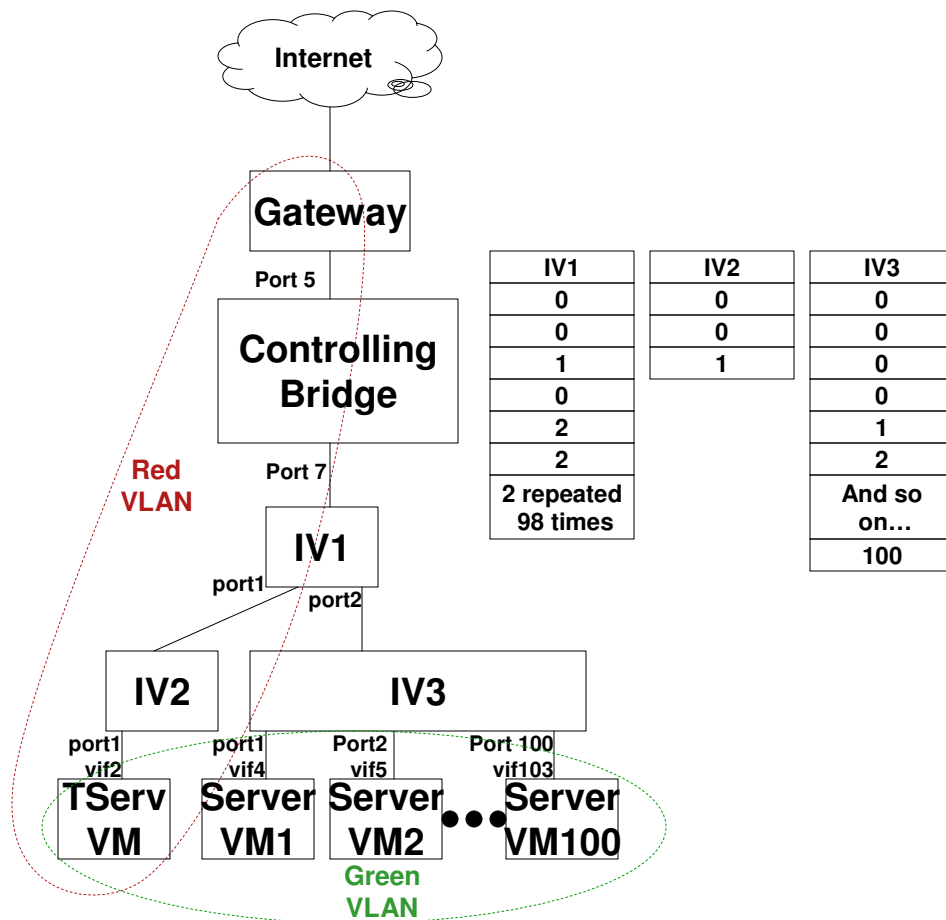 Internet
Gateway
Port 5
Controlling
Bridge
Port 7
Red
VLAN
IV1
port1
port2
IV2
IV3
port1
vif2
port1
vif4
Port2
vif5
Port 100
vif103
TServ
VM
Server
VM1
Server
VM2
Server
VM100
Green
VLAN
IV1
0
0
1
0
2
2
2 repeated
98 times
IV2
0
0
1
IV3
0
0
0
0
1
2
And so
on...
100